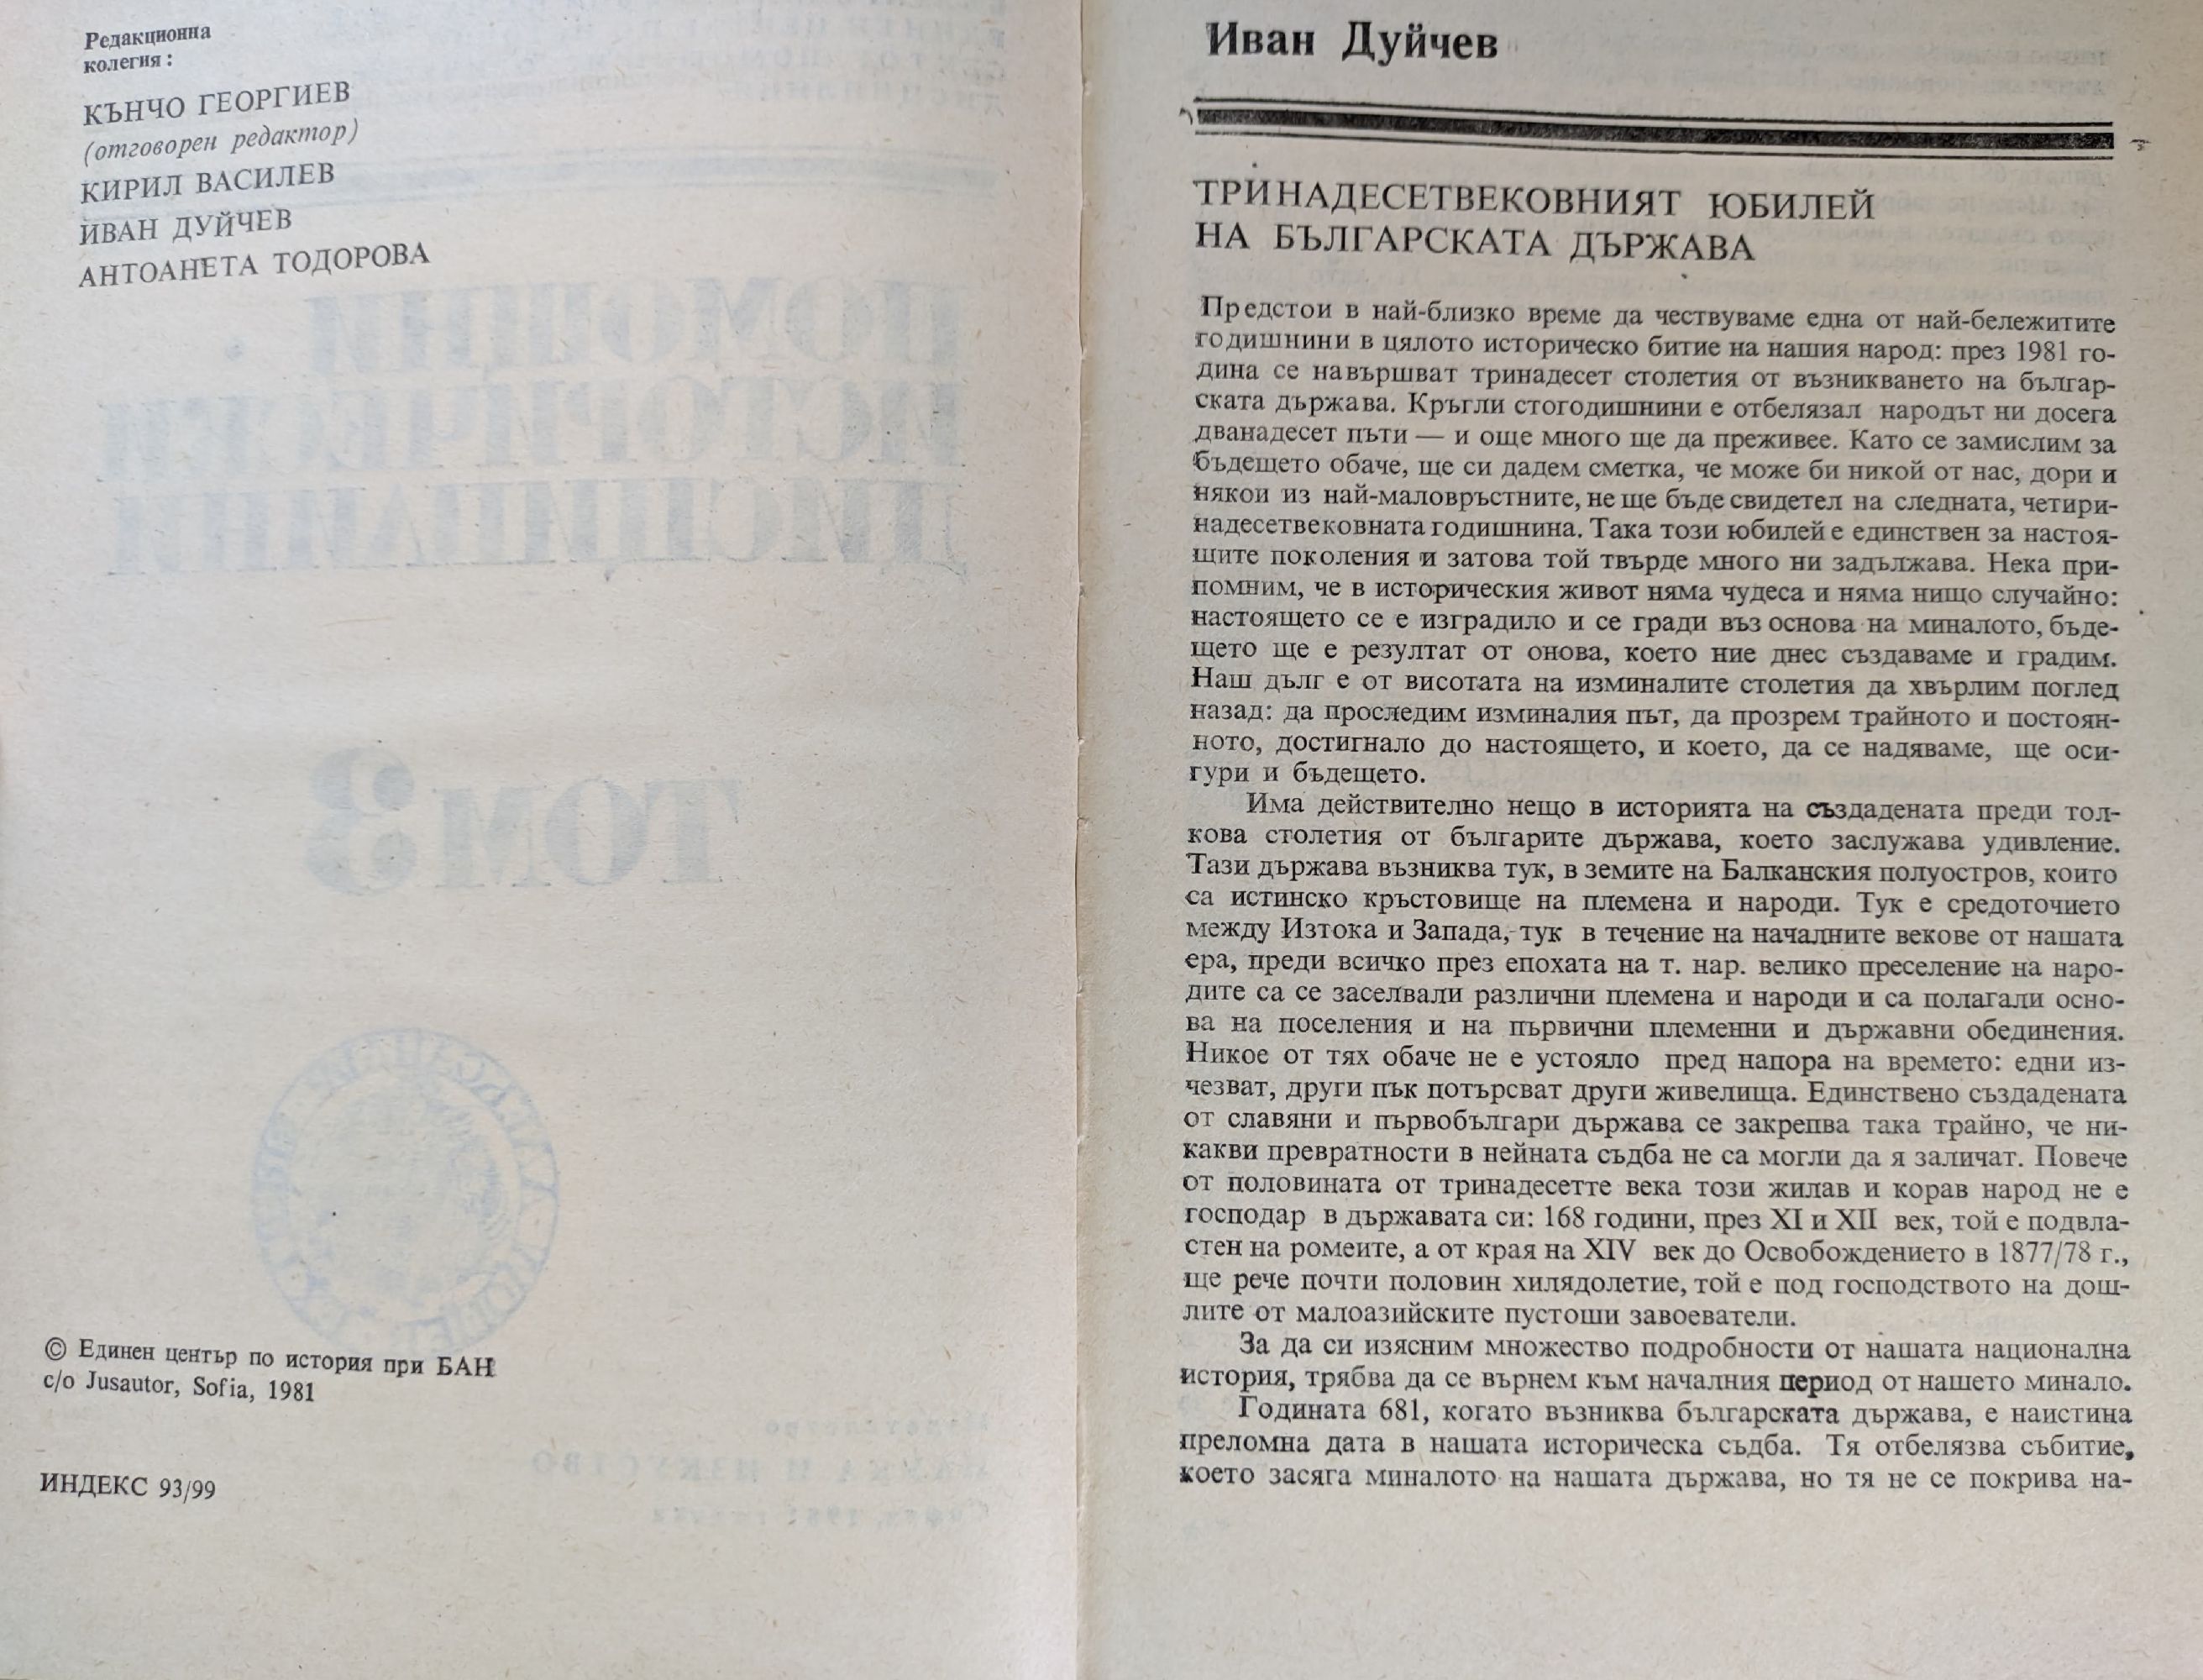 Редакционна
колегия:
КЪНЧО ГЕОРГИЕВ
(отговорен редактор)
КИРИЛ ВАСИЛЕВ
ИВАН ДУЙЧЕВ
АНТОАНЕТА ТОДОРОВА
© Единен център по история при БАН
c/o Jusautor, Sofia, 1981
ИНДЕКС 93/99
Иван Дуйчев
ТРИНАДЕСЕТВЕКОВНИЯТ ЮБИЛЕЙ
НА БЪЛГАРСКАТА ДЪРЖАВА
Предстои в най-близко време да чествуваме една от най-бележитите
годишнини в цялото историческо битие на нашия народ: през 1981 го-
дина се навършват тринадесет столетия от възникването на българ-
ската държава. Кръгли стогодишнини е отбелязал народът ни досега
дванадесет пъти — и още много ще да преживее. Като се замислим за
бъдещето обаче, ще си дадем сметка, че може би никой от нас, дори и
някои из най-маловръстните, не ще бъде свидетел на следната, четири-
надесетвековната годишнина. Така този юбилей е единствен за настоя-
щите поколения и затова той твърде много ни задължава. Нека при-
помним, че в историческия живот няма чудеса и няма нищо случайно:
настоящето се е изградило и се гради въз основа на миналото, бъде-
щето ще е резултат от онова, което ние днес създаваме и градим.
Наш дълг е от висотата на изминалите столетия да хвърлим поглед
назад: да проследим изминалия път, да прозрем трайното и постоян-
ното, достигнало до настоящето, и което, да се надяваме, ще оси-
гури и бъдещето.
Има действително нещо в историята на създадената преди тол-
кова столетия от българите държава, което заслужава удивление.
Тази държава възниква тук, в земите на Балканския полуостров, които
са истинско кръстовище на племена и народи. Тук е средоточието
между Изтока и Запада, тук в течение на началните векове от нашата
ера, преди всичко през епохата на т. нар. велико преселение на наро-
дите са се заселвали различни племена и народи и са полагали осно-
ва на поселения и на първични племенни и държавни обединения.
Никое от тях обаче не е устояло пред напора на времето: едни из-
чезват, други пък потърсват други живелища. Единствено създадената
от славяни и първобългари държава се закрепва така трайно, че ни-
какви превратности в нейната съдба не са могли да я заличат. Повече
от половината от тринадесетте века този жилав и корав народ не е
господар в държавата си: 168 години, през XI и XII век, той е подвла-
стен на ромеите, а от края на XIV век до Освобождението в 1877/78 г.,
ще рече почти половин хилядолетие, той е под господството на дош-
лите от малоазийските пустоши завоеватели.
За да си изясним множество подробности от нашата национална
история, трябва да се върнем към началния период от нашето минало.
Годината 681, когато възниква българската държава, е наистина
преломна дата в нашата историческа съдба. Тя отбелязва събитие,
което засяга миналото на нашата държава, но тя не се покрива на-